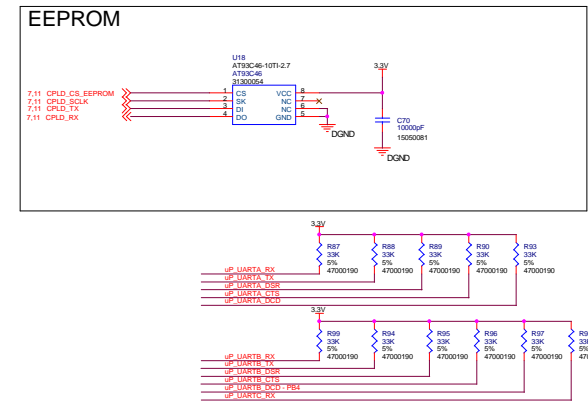 EEPROM
U18
AT93C46-10TI-2.7
AT93C46
31300054
3.3V
7,11 CPLD_CS_EEPROM 1 CS VCC 8
7,11 CPLD_SCLK 2 SK NC 7
7,11 CPLD_TX 3 DI NC 6
7,11 CPLD_RX 4 DO GND 5
C70
10000pF
15050081
DGND
DGND
3.3V
R87 R88 R89 R90 R93
33K 33K 33K 33K 33K
5% 5% 5% 5% 5%
47000190 47000190 47000190 47000190 47000190
uP_UARTA_RX
uP_UARTA_TX
uP_UARTA_DSR
uP_UARTA_CTS
uP_UARTA_DCD
3.3V
R99 R94 R95 R96 R97
33K 33K 33K 33K 33K
5% 5% 5% 5% 5% 5%
47000190 47000190 47000190 47000190 47000190
uP_UARTB_RX
uP_UARTB_TX
uP_UARTB_DSR
uP_UARTB_CTS
uP_UARTB_DCD - PB4
uP_UARTC_RX